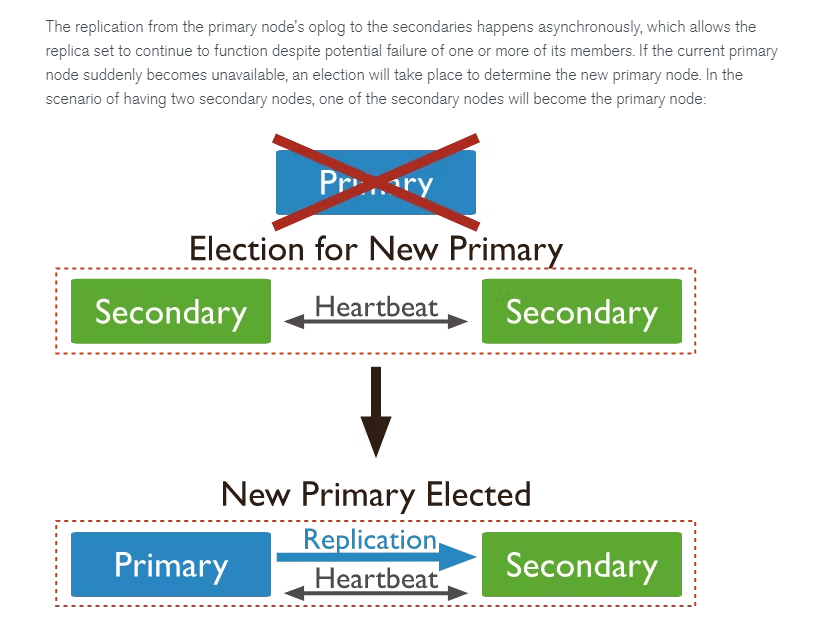 The replication from the primary node's oplog to the secondaries happens asynchronously, which allows the
replica set to continue to function despite potential failure of one or more of its members. If the current primary
node suddenly becomes unavailable, an election will take place to determine the new primary node. In the
scenario of having two secondary nodes, one of the secondary nodes will become the primary node:
Primary
Election for New Primary
Secondary
Heartbeat
Secondary
New Primary Elected
Primary
Replication
Heartbeat
Secondary